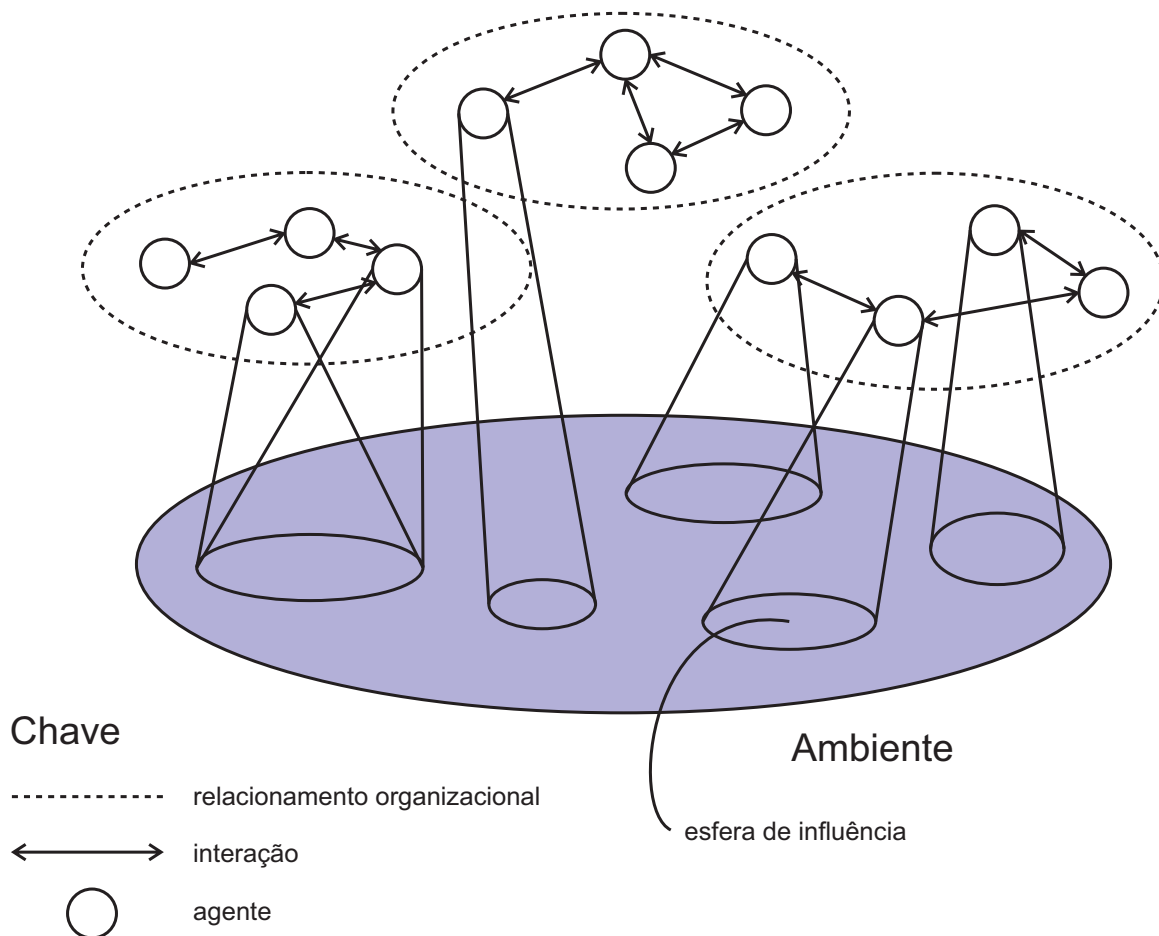 Chave
Ambiente
relacionamento organizacional
esfera de influência
interação
agente